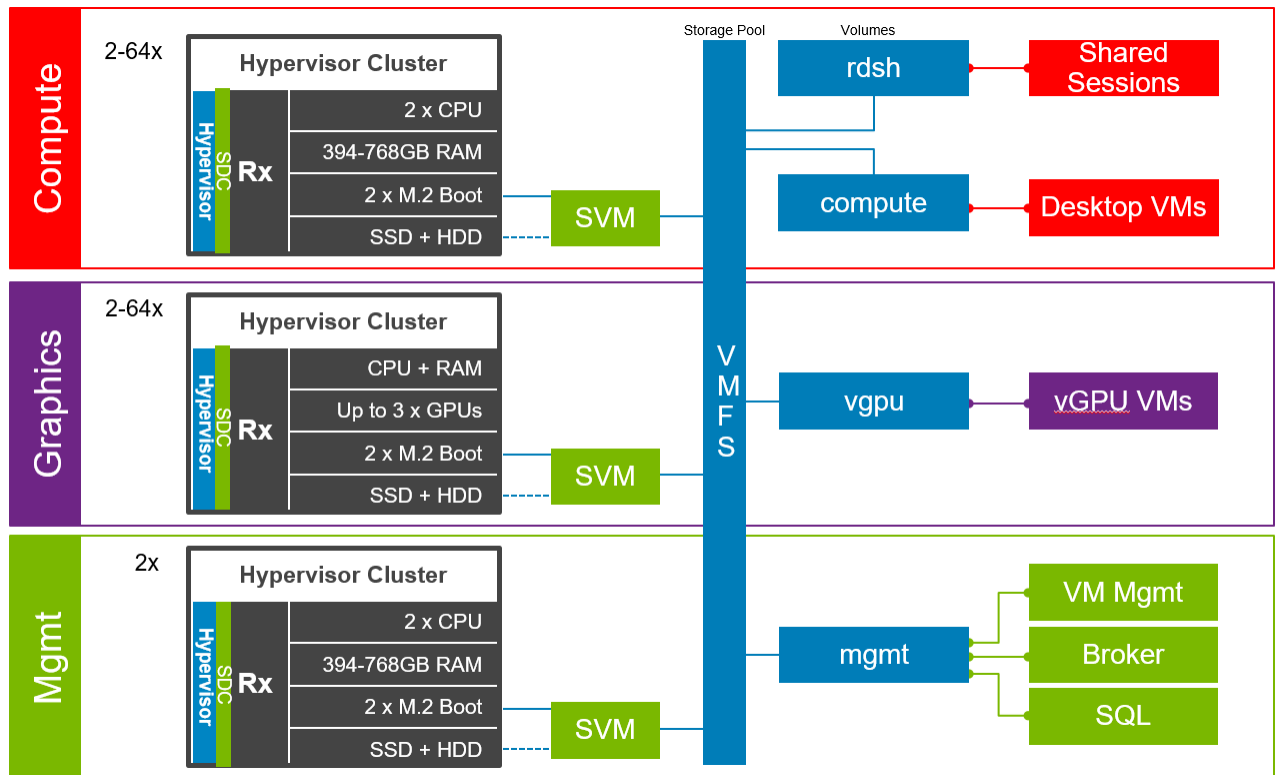 Storage Pool
Volumes
Compute
2-64x
Hypervisor Cluster
Hypervisor
SDC
Rx
2 x CPU
394-768GB RAM
2 x M.2 Boot
SSD + HDD
SVM
rdsh
Shared
Sessions
compute
Desktop VMs
VMFS
Graphics
2-64x
Hypervisor Cluster
Hypervisor
SDC
Rx
CPU + RAM
Up to 3 x GPUs
2 x M.2 Boot
SSD + HDD
SVM
vgpu
vGPU VMs
Mgmt
2x
Hypervisor Cluster
Hypervisor
SDC
Rx
2 x CPU
394-768GB RAM
2 x M.2 Boot
SSD + HDD
SVM
mgmt
VM Mgmt
Broker
SQL